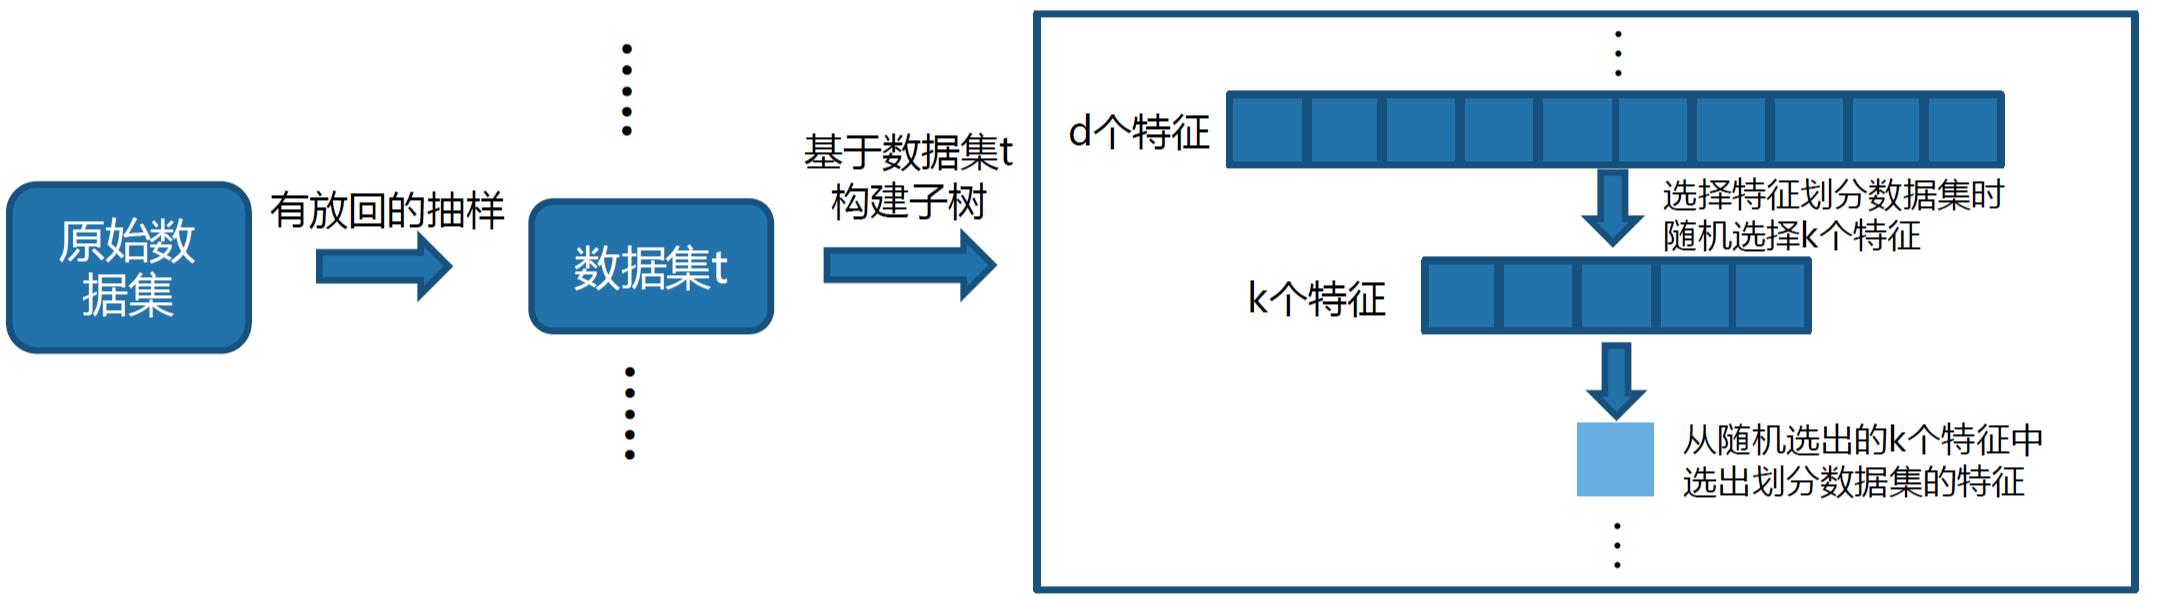 原始数
据集
有放回的抽样
数据集t
基于数据集t
构建子树
d个特征
选择特征划分数据集时
随机选择k个特征
k个特征
从随机选出的k个特征中
选出划分数据集的特征